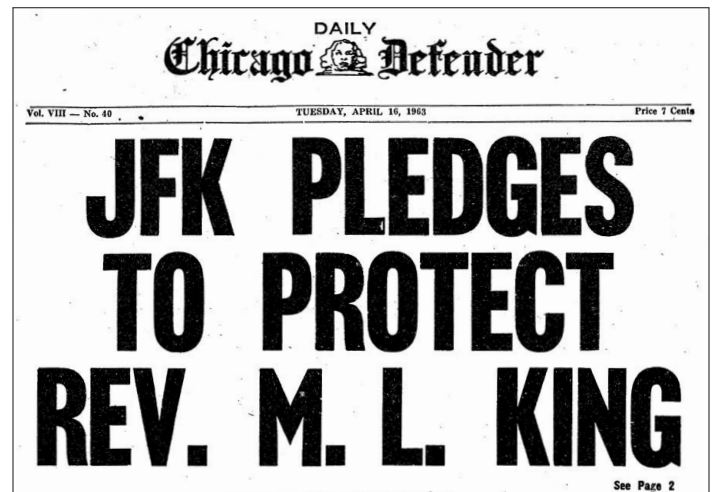 DAILY
Chicago Defender
Vol. VIII — No. 40 TUESDAY, APRIL 16, 1963 Price 7 Cents
JFK PLEDGES
TO PROTECT
REV. M. L. KING
See Page 2